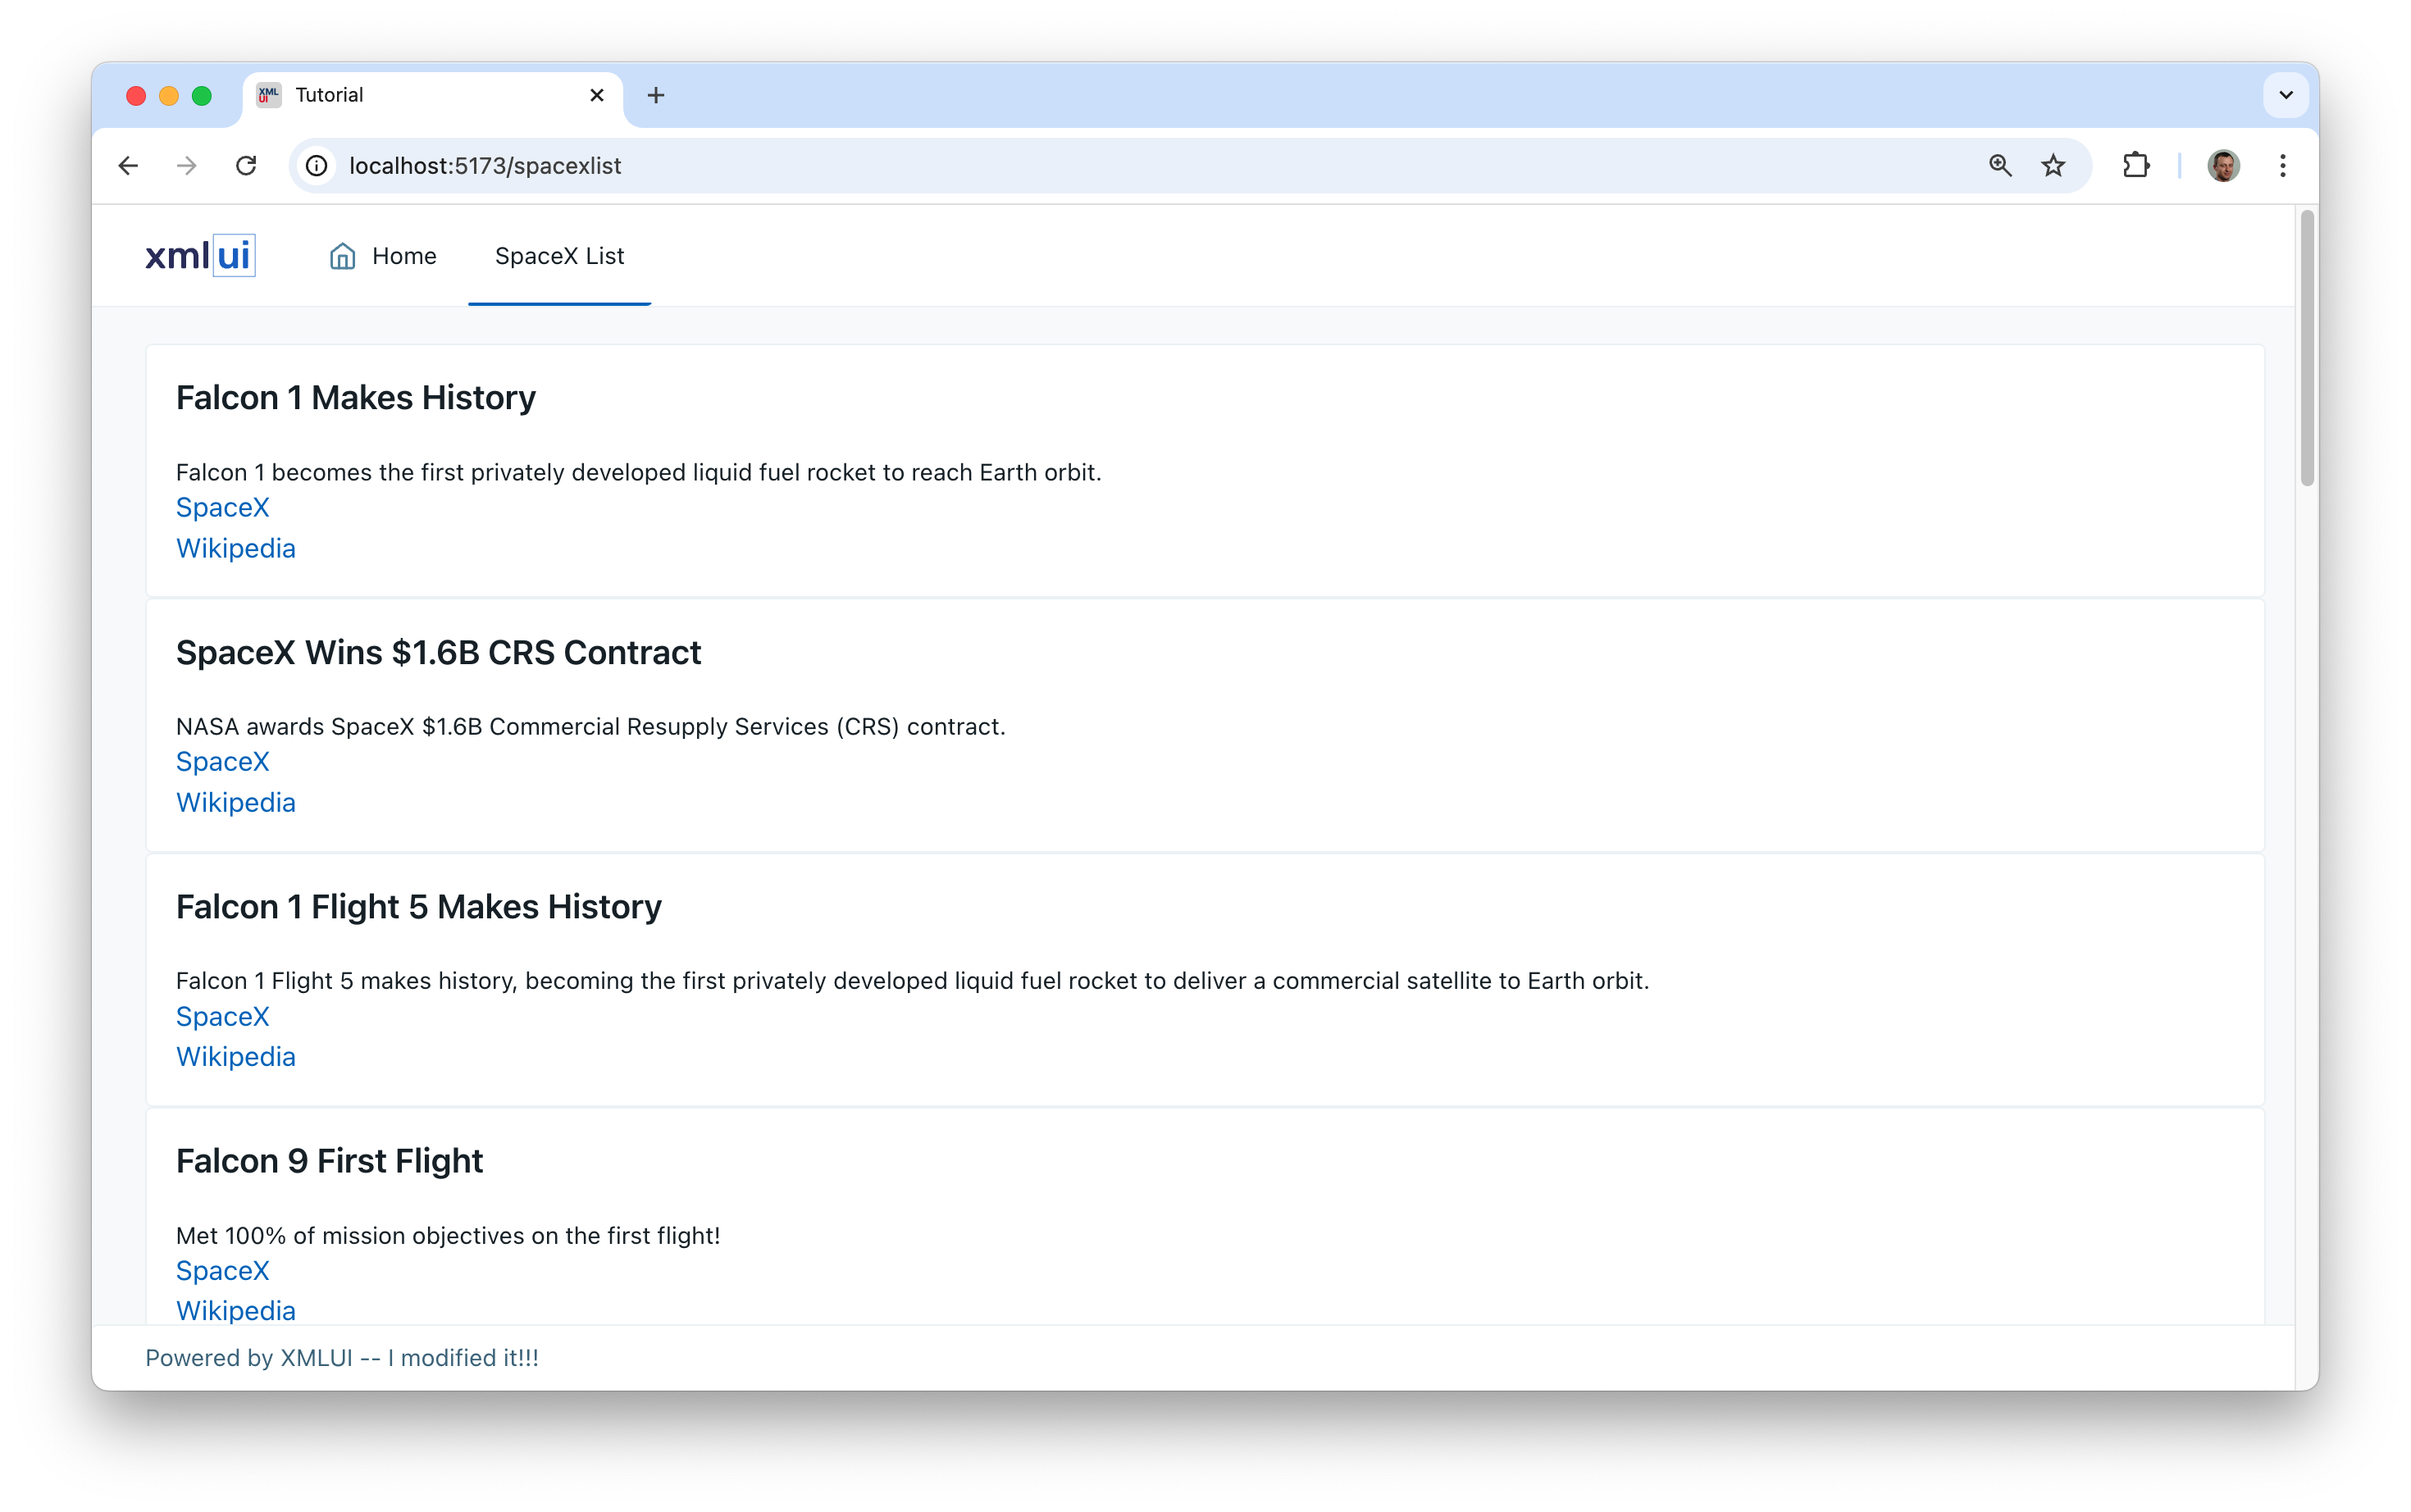 XML
UI
Tutorial
localhost:5173/spacexlist
xmlui
Home
SpaceX List
Falcon 1 Makes History
Falcon 1 becomes the first privately developed liquid fuel rocket to reach Earth orbit.
SpaceX
Wikipedia
SpaceX Wins $1.6B CRS Contract
NASA awards SpaceX $1.6B Commercial Resupply Services (CRS) contract.
SpaceX
Wikipedia
Falcon 1 Flight 5 Makes History
Falcon 1 Flight 5 makes history, becoming the first privately developed liquid fuel rocket to deliver a commercial satellite to Earth orbit.
SpaceX
Wikipedia
Falcon 9 First Flight
Met 100% of mission objectives on the first flight!
SpaceX
Wikipedia
Powered by XMLUI -- I modified it!!!